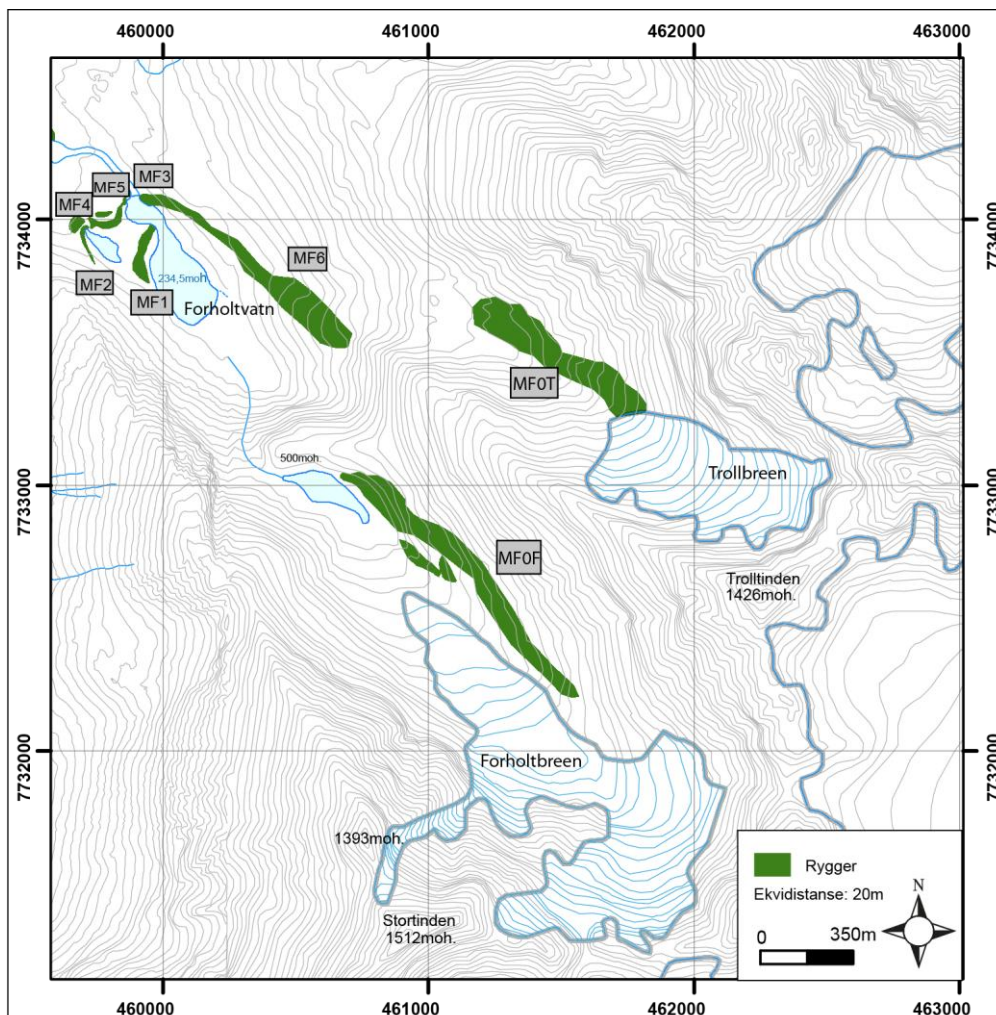 460000 461000 462000 463000
MF3
MF5
MF4
7734000
7734000
MF6
MF2
234,5moh
MF1
Forholtvatn
MF0T
500moh
Trollbreen
7733000
7733000
MF0F
Trolltinden
1426moh.
Forholtbreen
7732000
7732000
1393moh.
Stortinden
1512moh.
Rygger
Ekvidistanse: 20m
N
0 350m
460000 461000 462000 463000